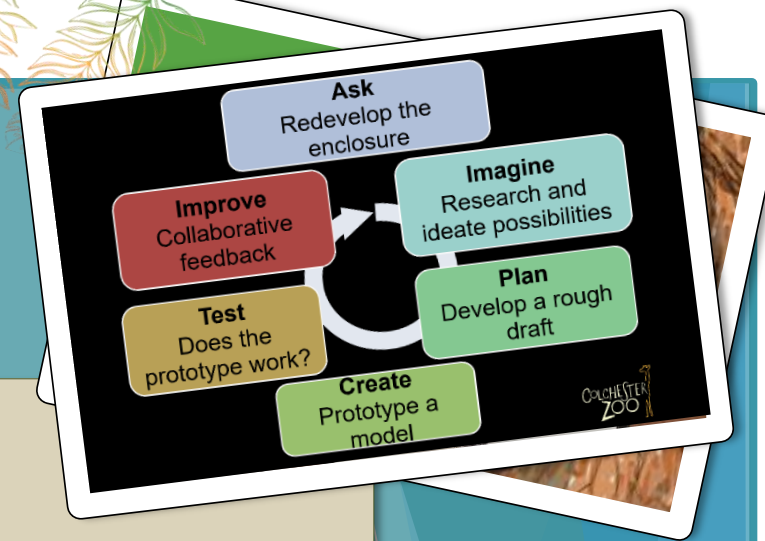 Ask
Redevelop the
enclosure
Imagine
Research and
ideate possibilities
Plan
Develop a rough
draft
Create
Prototype a
model
Test
Does the
prototype work?
Improve
Collaborative
feedback
COLCHESTER
ZOO